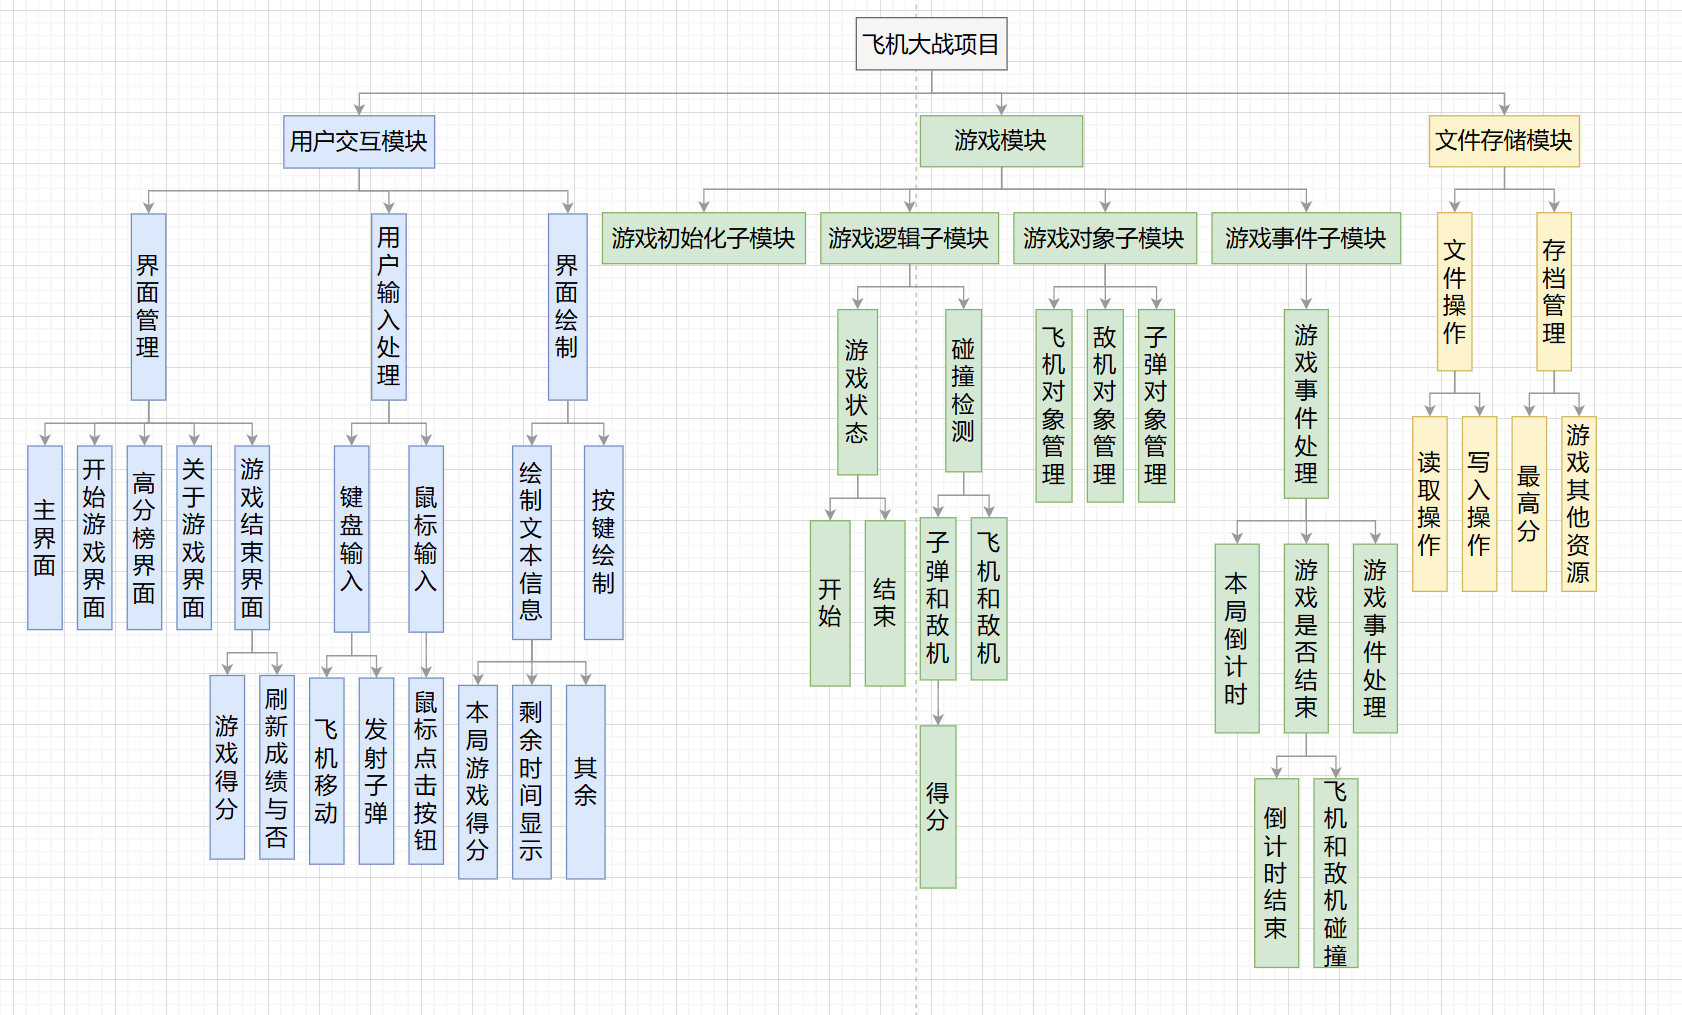 飞机大战项目
用户交互模块
游戏模块
文件存储模块
界面管理
用户输入处理
界面绘制
游戏初始化子模块
游戏逻辑子模块
游戏对象子模块
游戏事件子模块
文件操作
存档管理
游戏状态
碰撞检测
飞机对象管理
敌机对象管理
子弹对象管理
游戏事件处理
主界面
开始游戏界面
高分榜界面
关于游戏界面
游戏结束界面
键盘输入
鼠标输入
绘制文本信息
按键绘制
读取操作
写入操作
最高分
游戏其他资源
开始
结束
子弹和敌机
飞机和敌机
本局倒计时
游戏是否结束
游戏事件处理
游戏得分
刷新成绩与否
飞机移动
发射子弹
鼠标点击按钮
本局游戏得分
剩余时间显示
其余
得分
倒计时结束
飞机和敌机碰撞